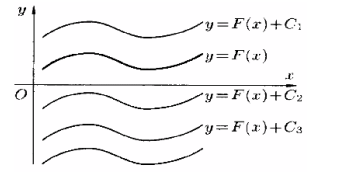 y
y=F(x)+C₁
y=F(x)
x
O
y=F(x)+C₂
y=F(x)+C₃